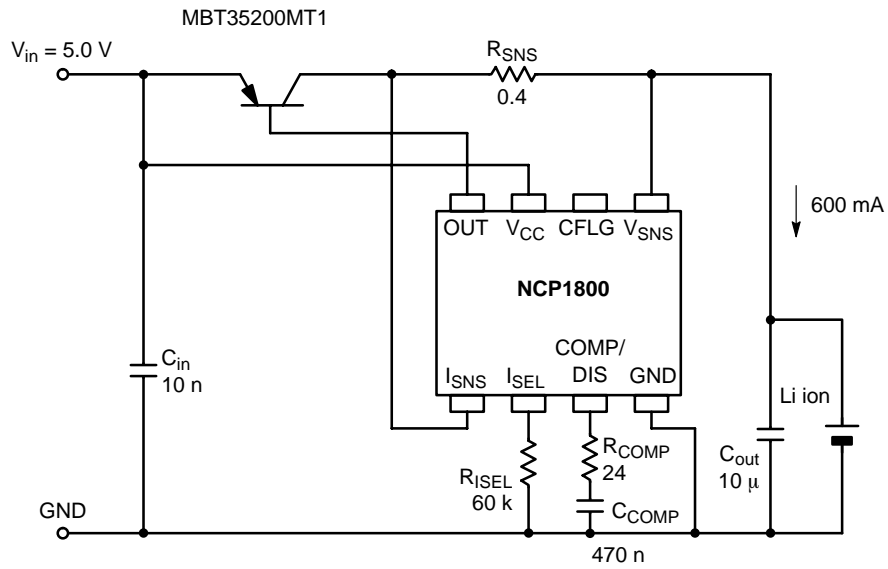 MBT35200MT1
V_in = 5.0 V
R_SNS
0.4
600 mA
OUT V_CC CFLG V_SNS
NCP1800
C_in
10 n
COMP/
I_SNS I_SEL DIS GND
Li ion
R_COMP
24
R_ISEL
60 k
C_out
10 μ
C_COMP
GND
470 n